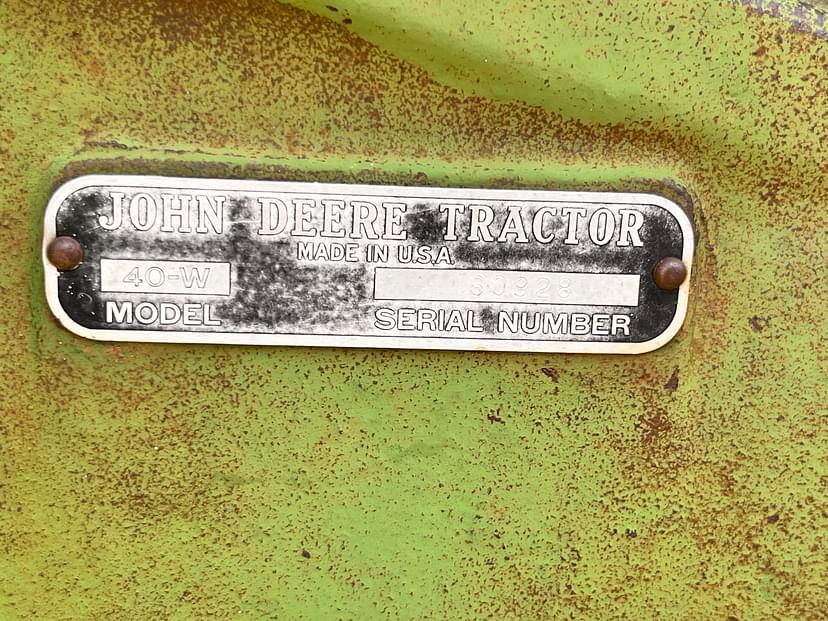 JOHN DEERE TRACTOR
MADE IN U.S.A.
40-W 60928
MODEL SERIAL NUMBER